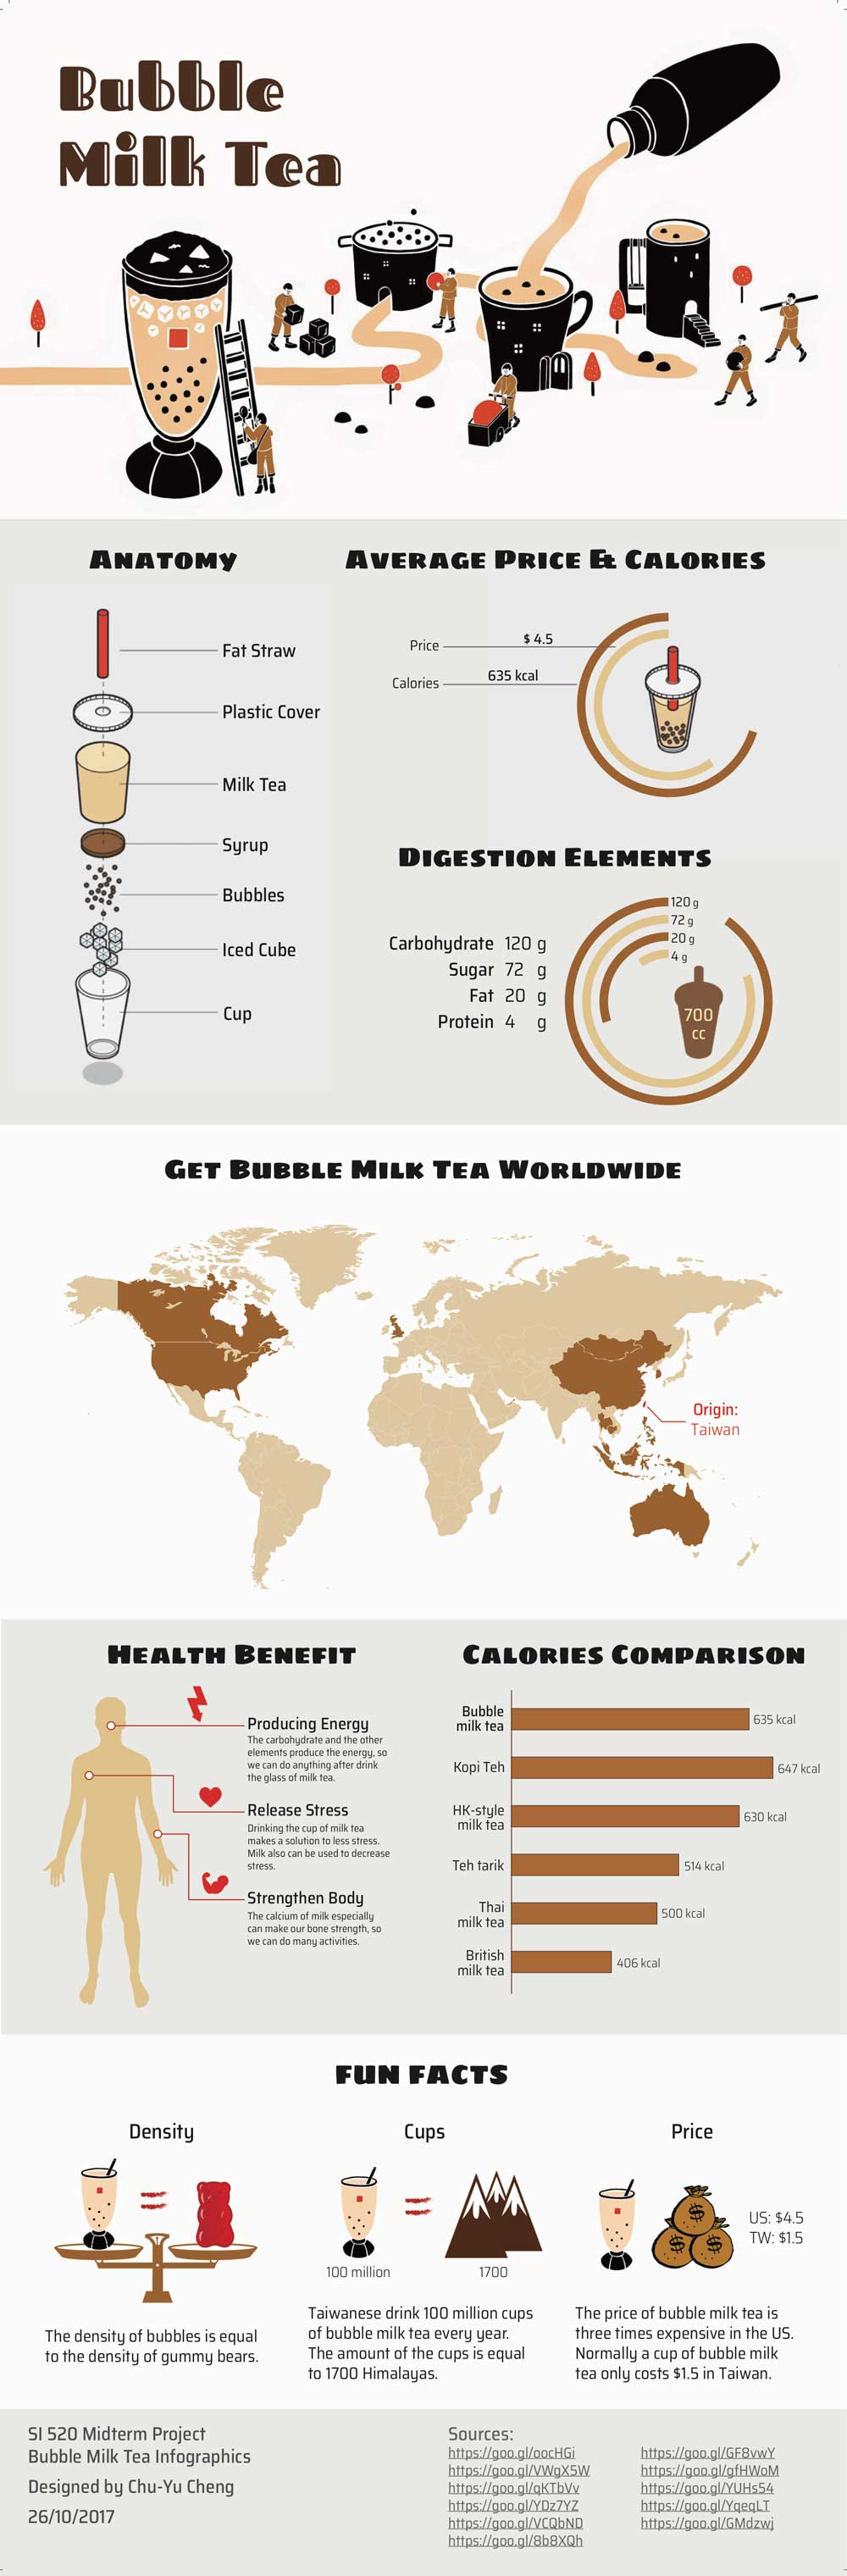 Bubble
Milk Tea
Anatomy
Fat Straw
Plastic Cover
Milk Tea
Syrup
Bubbles
Iced Cube
Cup
Average Price & Calories
Price
$ 4.5
Calories
635 kcal
Digestion Elements
Carbohydrate 120 g
Sugar 72 g
Fat 20 g
Protein 4 g
120 g
72 g
20 g
4 g
700
cc
Get Bubble Milk Tea Worldwide
Origin:
Taiwan
Health Benefit
Producing Energy
The carbohydrate and the other
elements produce the energy, so
we can do anything after drink
the glass of milk tea.
Release Stress
Drinking the cup of milk tea
makes a solution to less stress.
Milk also can be used to decrease
stress.
Strengthen Body
The calcium of milk especially
can make our bone strength, so
we can do many activities.
Calories Comparison
Bubble
milk tea
635 kcal
Kopi Teh
647 kcal
HK-style
milk tea
630 kcal
Teh tarik
514 kcal
Thai
milk tea
500 kcal
British
milk tea
406 kcal
Fun Facts
Density
The density of bubbles is equal
to the density of gummy bears.
Cups
100 million
1700
Taiwanese drink 100 million cups
of bubble milk tea every year.
The amount of the cups is equal
to 1700 Himalayas.
Price
$
$
$
US: $4.5
TW: $1.5
The price of bubble milk tea is
three times expensive in the US.
Normally a cup of bubble milk
tea only costs $1.5 in Taiwan.
SI 520 Midterm Project
Bubble Milk Tea Infographics
Designed by Chu-Yu Cheng
26/10/2017
Sources:
https://goo.gl/oocHGi
https://goo.gl/VWgX5W
https://goo.gl/qKTbVv
https://goo.gl/YDz7YZ
https://goo.gl/VCQbND
https://goo.gl/8b8XQh
https://goo.gl/GF8vwY
https://goo.gl/gfHWoM
https://goo.gl/YUHs54
https://goo.gl/YqeqLT
https://goo.gl/GMdzwj